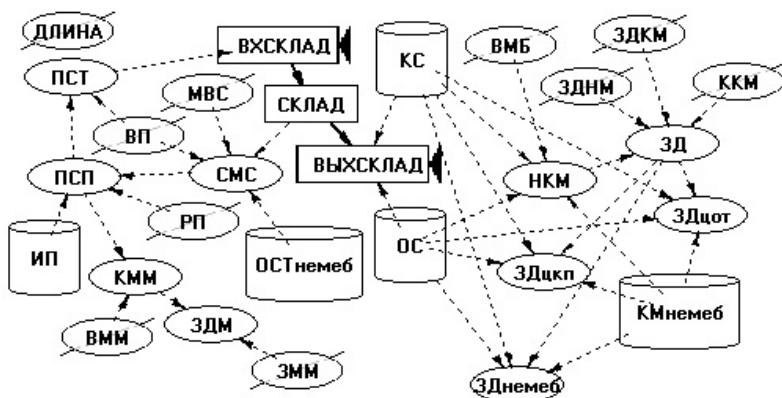 ДЛИНА
ВХСКЛАД
КС
ВМБ
ЗДКМ
ПСТ
МВС
СКЛАД
ЗДНМ
ККМ
ВП
ЗД
ПСП
СМС
ВЫХСКЛАД
НКМ
РП
ЗДцот
ИП
ОСТнемеб
ОС
ЗДцкп
КММ
КМнемеб
ВММ
ЗДМ
ЗММ
ЗДнемеб